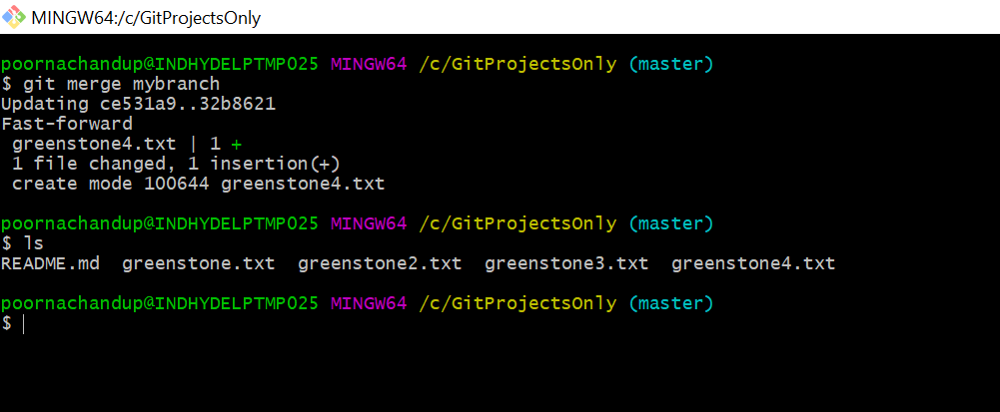 MINGW64:/c/GitProjectsOnly
poornachandup@INDHYDELPTMP025 MINGW64 /c/GitProjectsOnly (master)
$ git merge mybranch
Updating ce531a9..32b8621
Fast-forward
 greenstone4.txt | 1 +
 1 file changed, 1 insertion(+)
 create mode 100644 greenstone4.txt
poornachandup@INDHYDELPTMP025 MINGW64 /c/GitProjectsOnly (master)
$ ls
README.md  greenstone.txt  greenstone2.txt  greenstone3.txt  greenstone4.txt
poornachandup@INDHYDELPTMP025 MINGW64 /c/GitProjectsOnly (master)
$